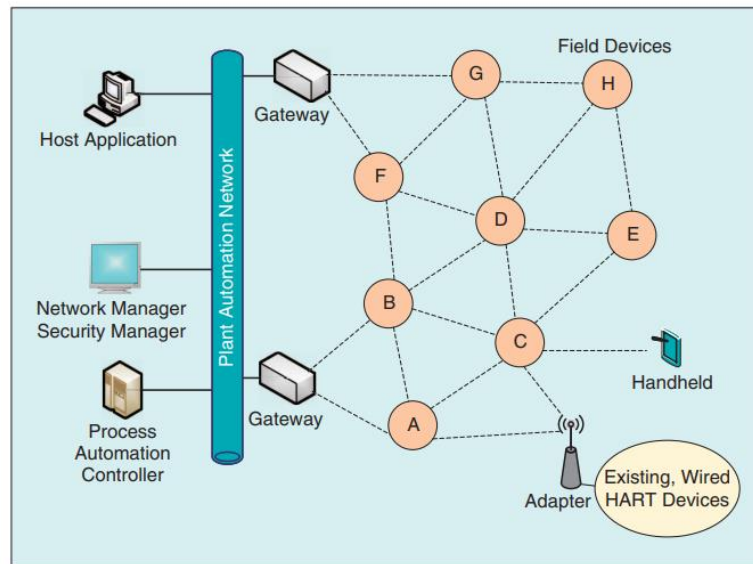 Host Application
Network Manager
Security Manager
Process
Automation
Controller
Plant Automation Network
Gateway
Gateway
Field Devices
G
H
F
D
E
B
C
A
Handheld
Adapter
Existing, Wired
HART Devices